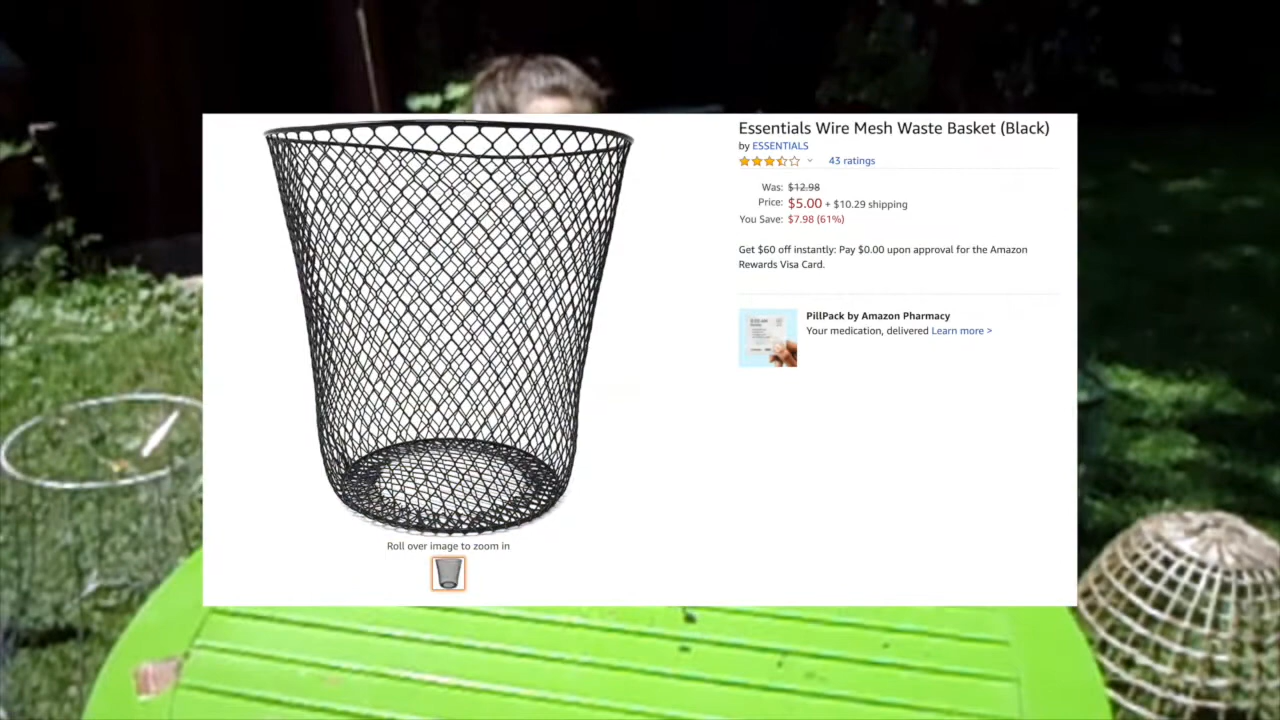 Essentials Wire Mesh Waste Basket (Black)
by ESSENTIALS
43 ratings
Was: $12.98
Price: $5.00 + $10.29 shipping
You Save: $7.98 (61%)
Get $60 off instantly: Pay $0.00 upon approval for the Amazon
Rewards Visa Card.
PillPack by Amazon Pharmacy
Your medication, delivered Learn more >
Roll over image to zoom in